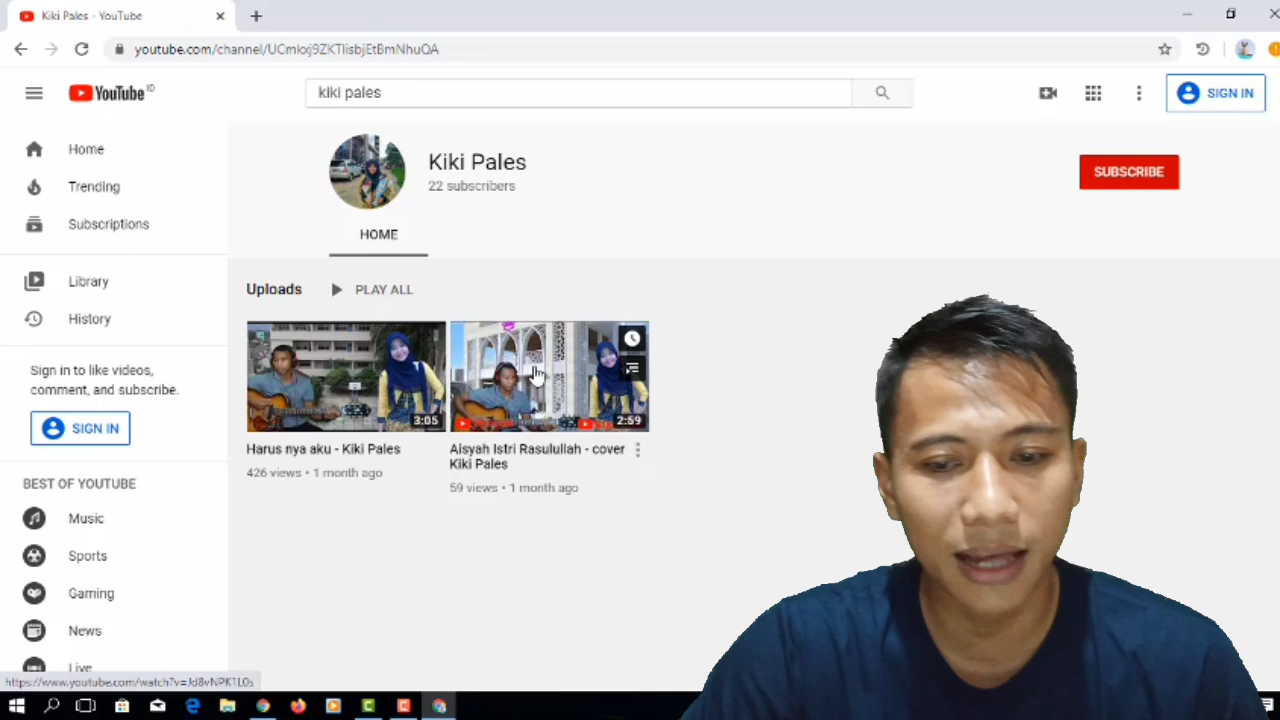 Kiki Pales - YouTube
youtube.com/channel/
YouTube ID
kiki pales
SIGN IN
Home
Trending
Subscriptions
Library
History
Sign in to like videos,
comment, and subscribe.
SIGN IN
BEST OF YOUTUBE
Music
Sports
Gaming
News
Live
Kiki Pales
22 subscribers
SUBSCRIBE
HOME
Uploads
PLAY ALL
3:05
2:59
Harus nya aku - Kiki Pales
426 views • 1 month ago
Aisyah Istri Rasulullah - cover
Kiki Pales
59 views • 1 month ago